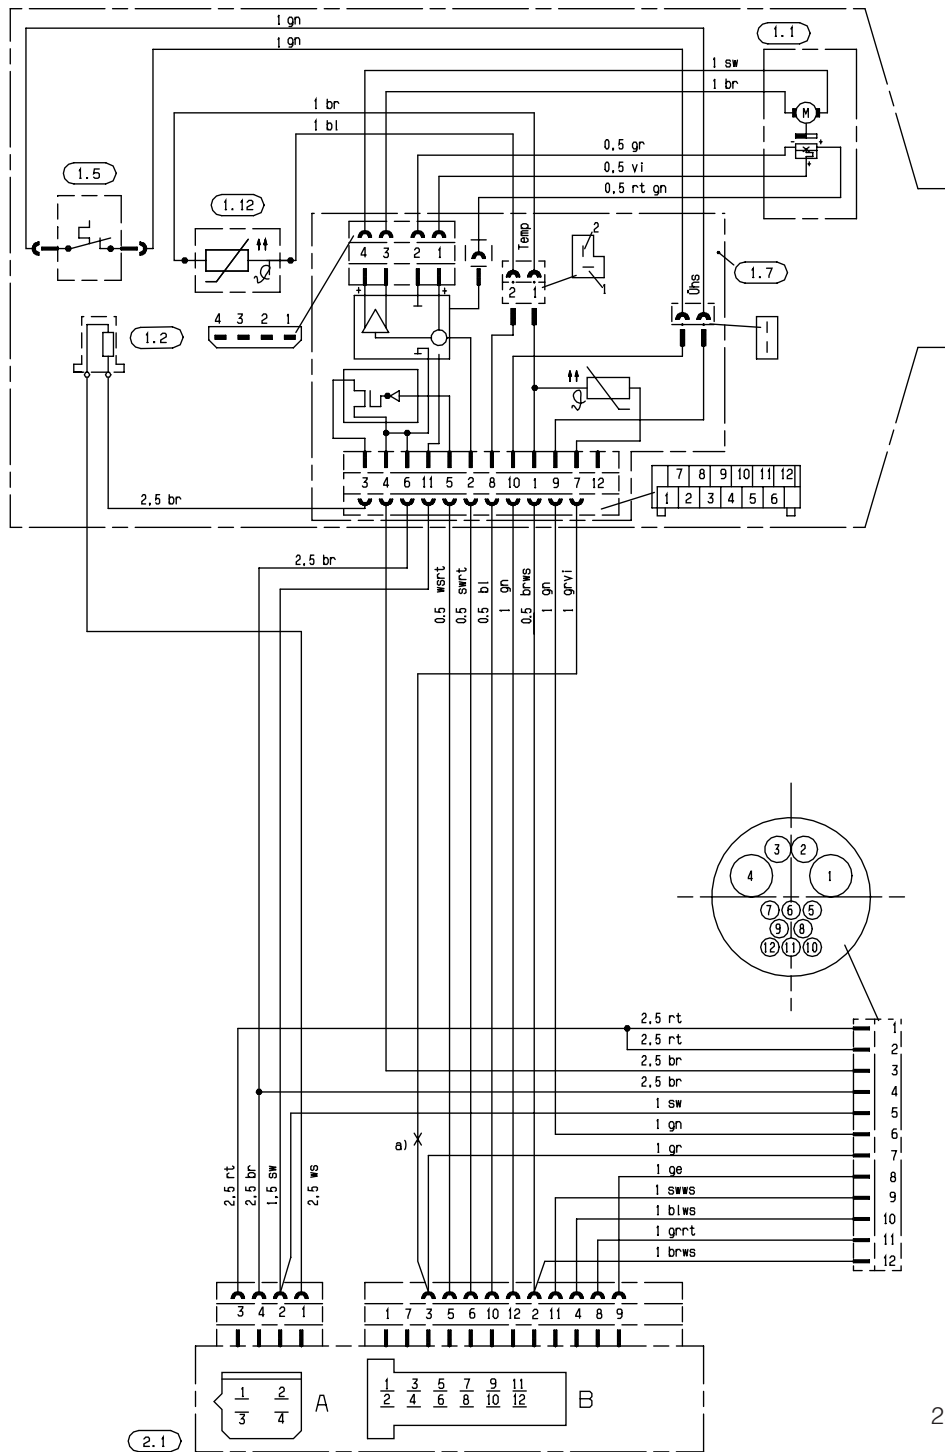 1 gn
1 gn
1.1
1 sw
1 br
M
- +
+
1 br
1 bl
0,5 gr
0,5 vi
0,5 rt gn
1.5
1.12
4 3 2 1
Temp
2 1
2
1
1.7
Ohs
+ +
1.2
4 3 2 1
3 4 6 11 5 2 8 10 1 9 7 12
7 8 9 10 11 12
1 2 3 4 5 6
2,5 br
2,5 br
0.5 wsrt
0.5 swrt
0.5 bl
1 gn
0.5 brws
1 gn
1 grvi
3 2
4 1
7 6 5
9 8
12 11 10
2,5 rt 1
2,5 rt 2
2,5 br 3
2,5 br 4
1 sw 5
1 gn 6
a)
1 gr 7
1 ge 8
1 swws 9
1 blws 10
1 grrt 11
1 brws 12
2,5 rt
2,5 br
1,5 sw
2,5 ws
3 4 2 1
1 7 3 5 6 10 12 2 11 4 8 9
1 2
3 4
A
1 3 5 7 9 11
2 4 6 8 10 12
B
2.1
2